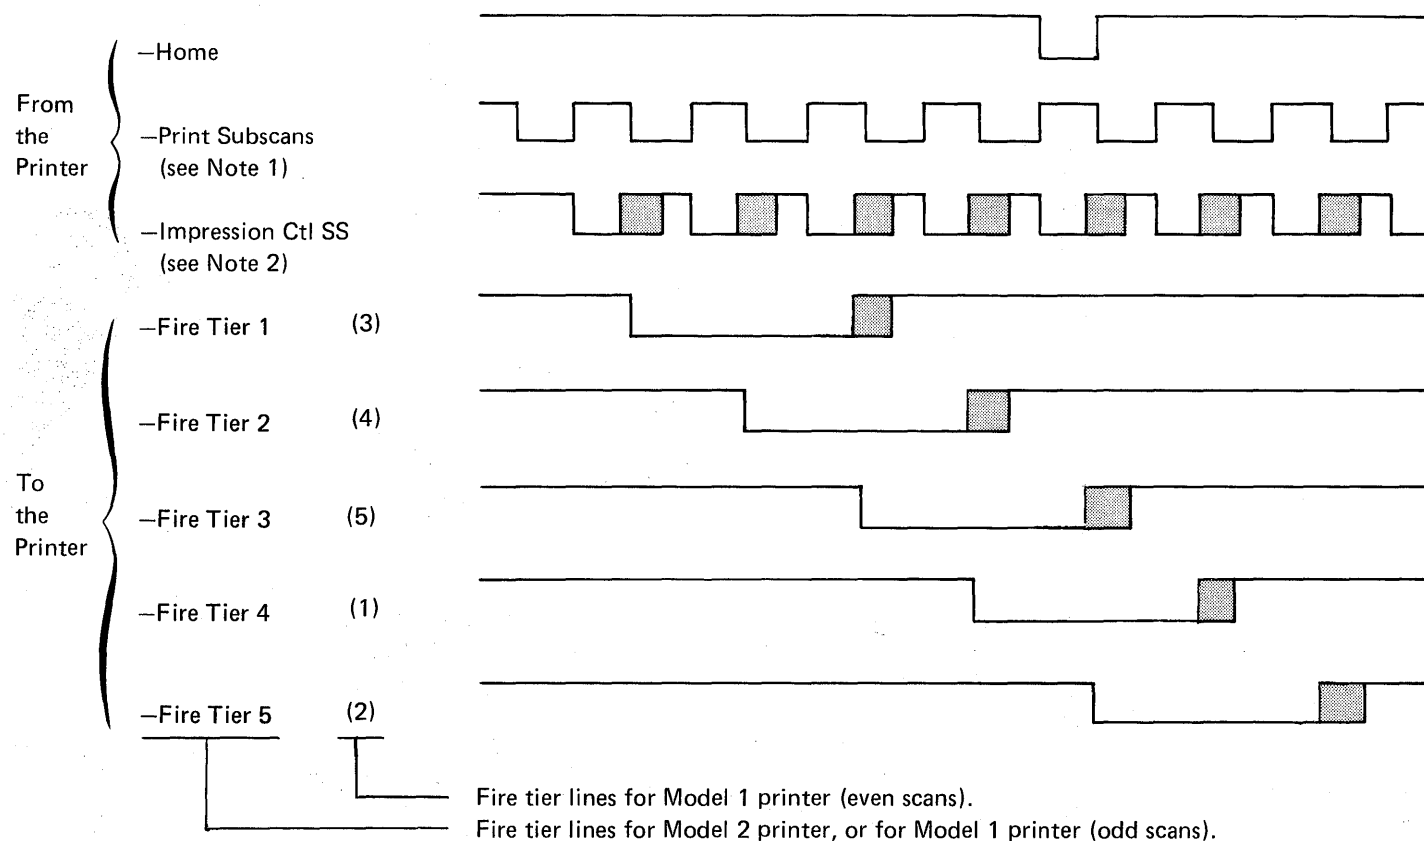 —Home
From
the
Printer
—Print Subscans
(see Note 1)
—Impression Ctl SS
(see Note 2)
—Fire Tier 1 (3)
—Fire Tier 2 (4)
To
the
Printer
—Fire Tier 3 (5)
—Fire Tier 4 (1)
—Fire Tier 5 (2)
Fire tier lines for Model 1 printer (even scans).
Fire tier lines for Model 2 printer, or for Model 1 printer (odd scans).